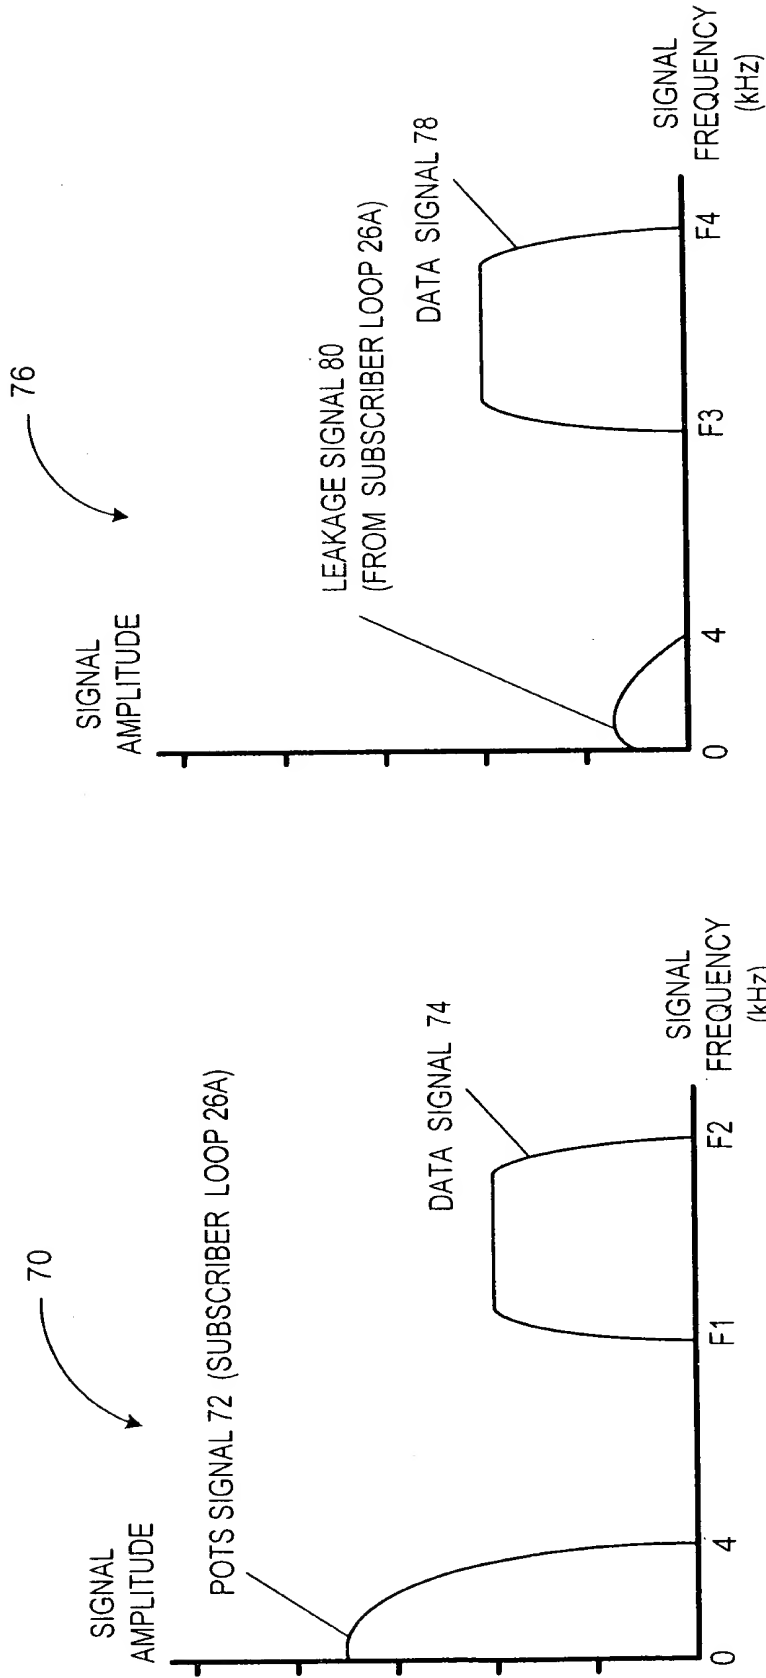 70
SIGNAL
AMPLITUDE
POTS SIGNAL 72 (SUBSCRIBER LOOP 26A)
DATA SIGNAL 74
0
4
F1
F2
SIGNAL
FREQUENCY
(kHz)
76
SIGNAL
AMPLITUDE
LEAKAGE SIGNAL 80
(FROM SUBSCRIBER LOOP 26A)
DATA SIGNAL 78
0
4
F3
F4
SIGNAL
FREQUENCY
(kHz)